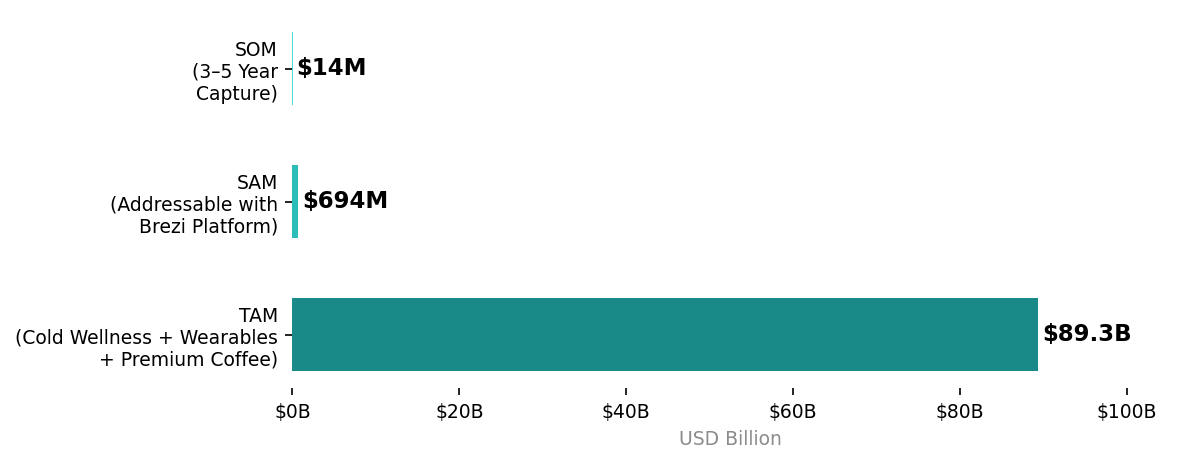 SOM
(3–5 Year
Capture)
$14M
SAM
(Addressable with
Brezi Platform)
$694M
TAM
(Cold Wellness + Wearables
+ Premium Coffee)
$89.3B
$0B $20B $40B $60B $80B $100B
USD Billion